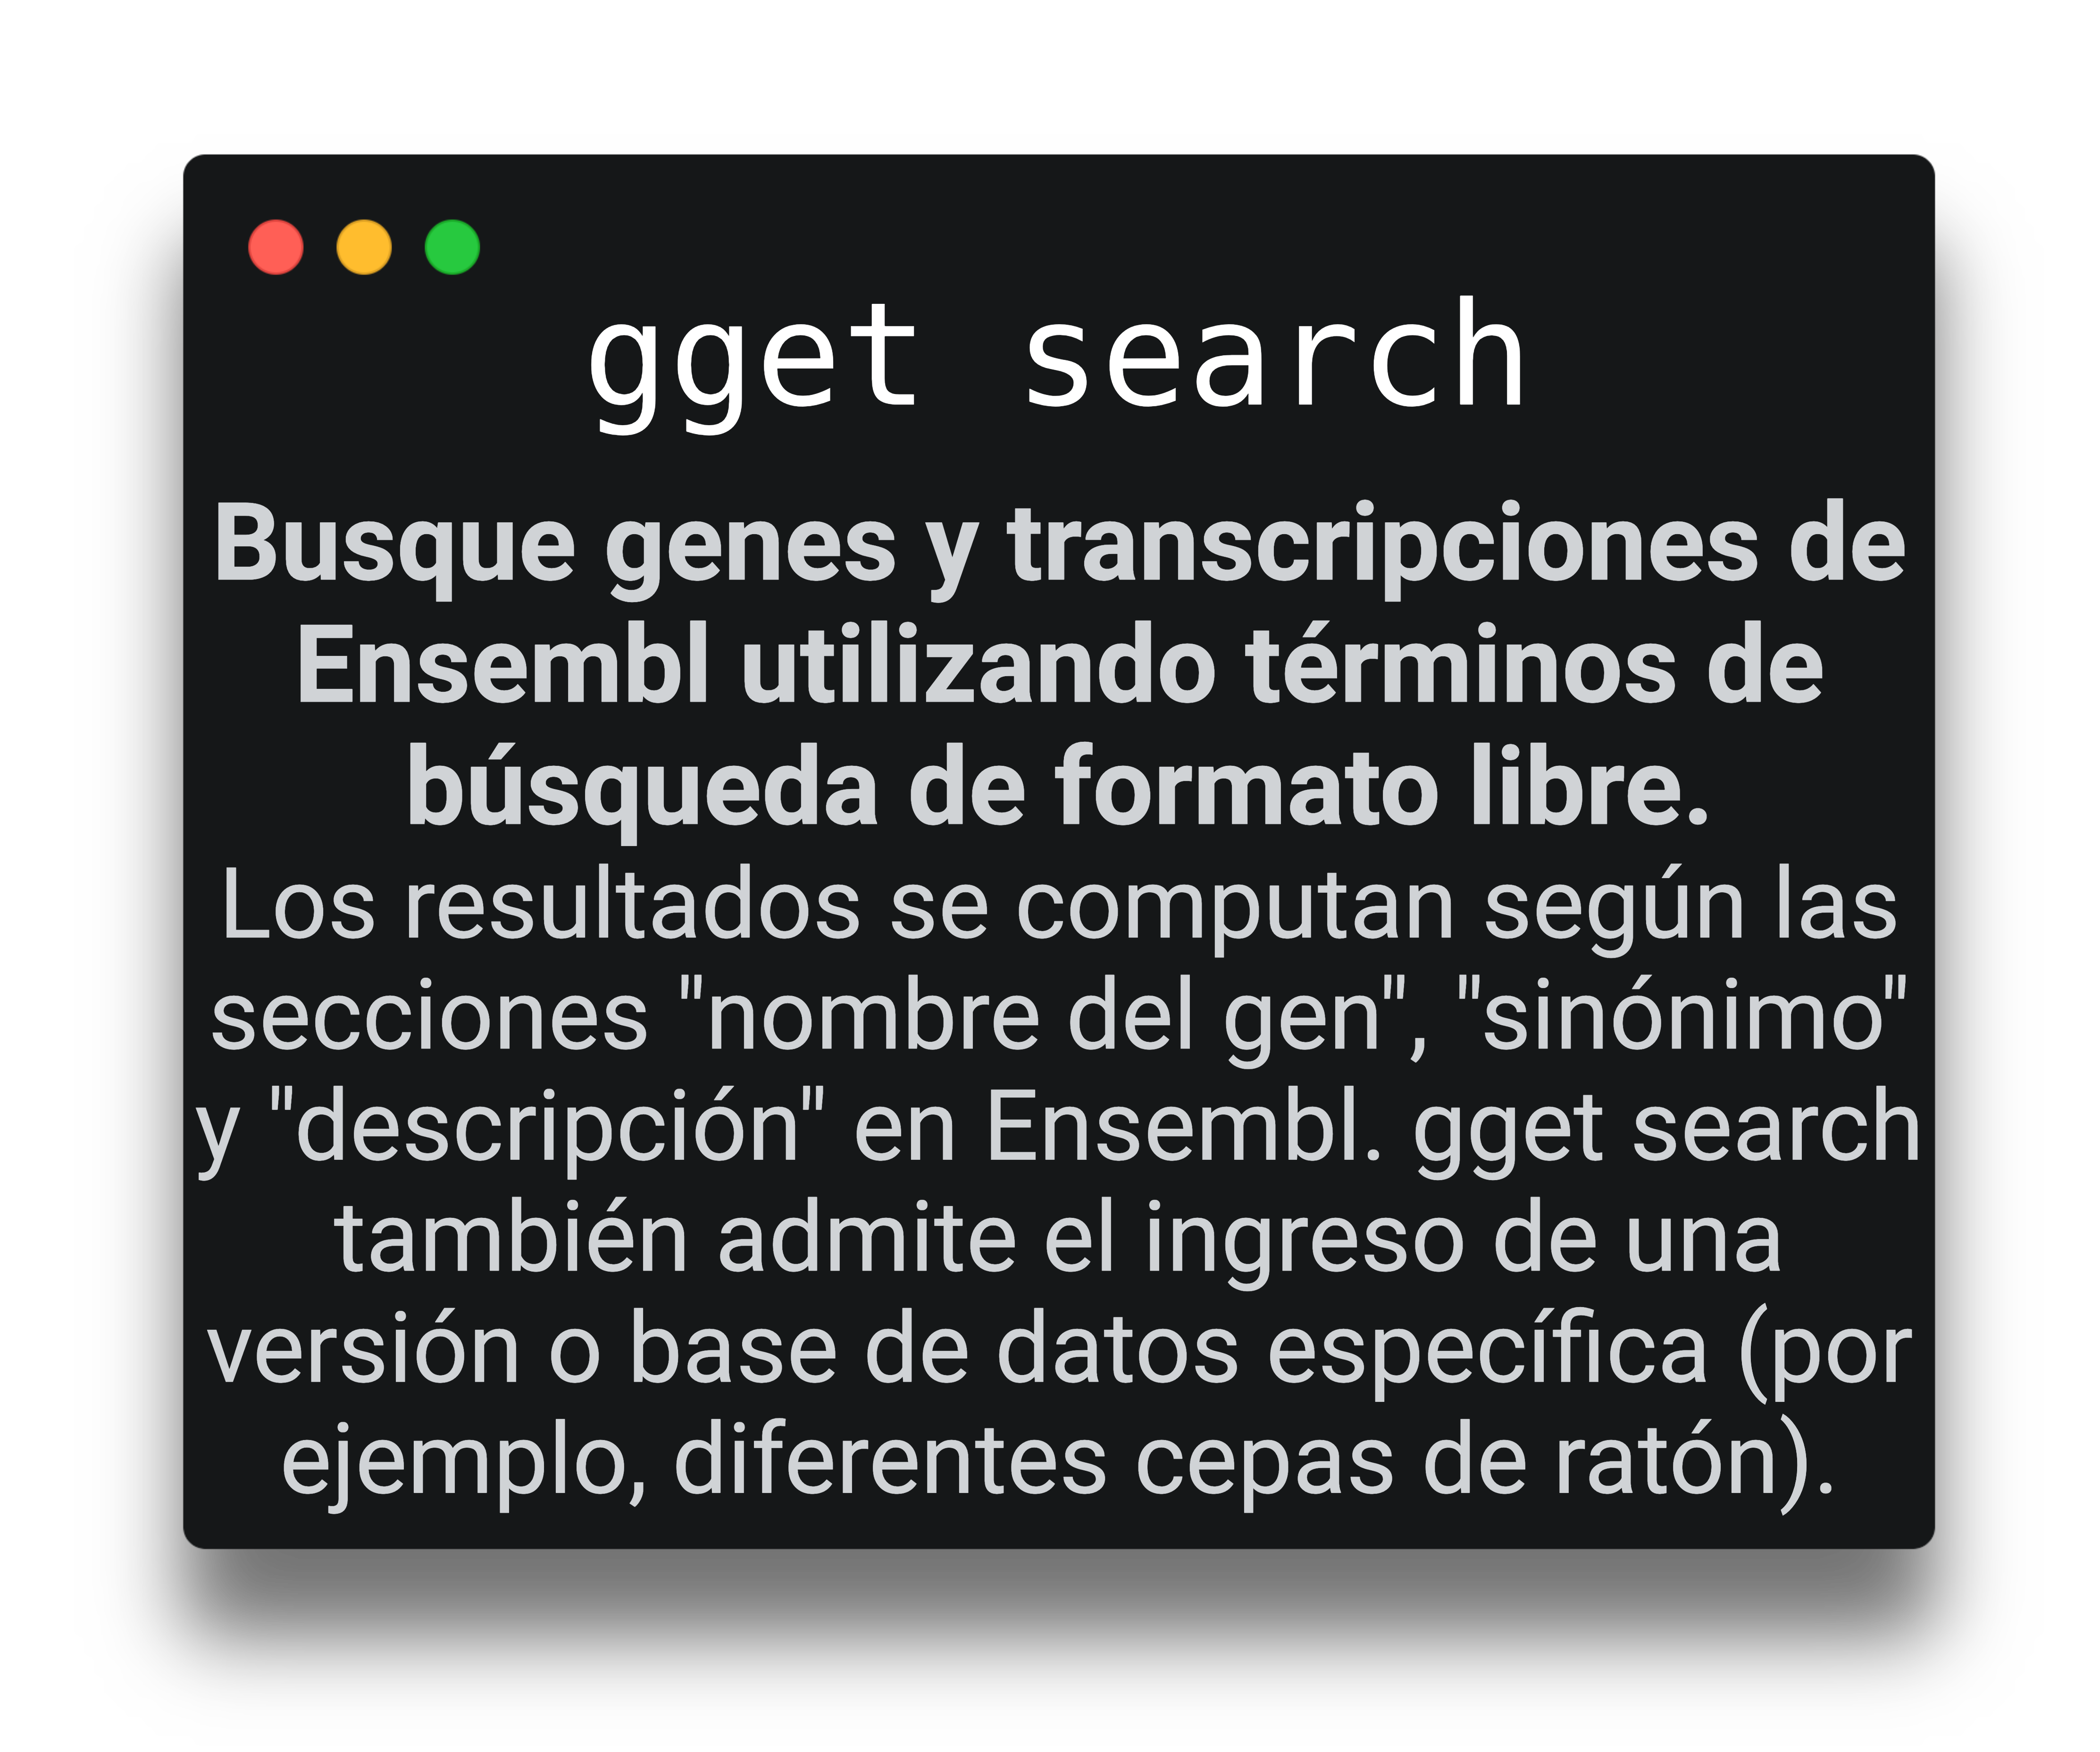 gget search
Busque genes y transcripciones de
Ensembl utilizando términos de
búsqueda de formato libre.
Los resultados se computan según las
secciones "nombre del gen", "sinónimo"
y "descripción" en Ensembl. gget search
también admite el ingreso de una
versión o base de datos específica (por
ejemplo, diferentes cepas de ratón).